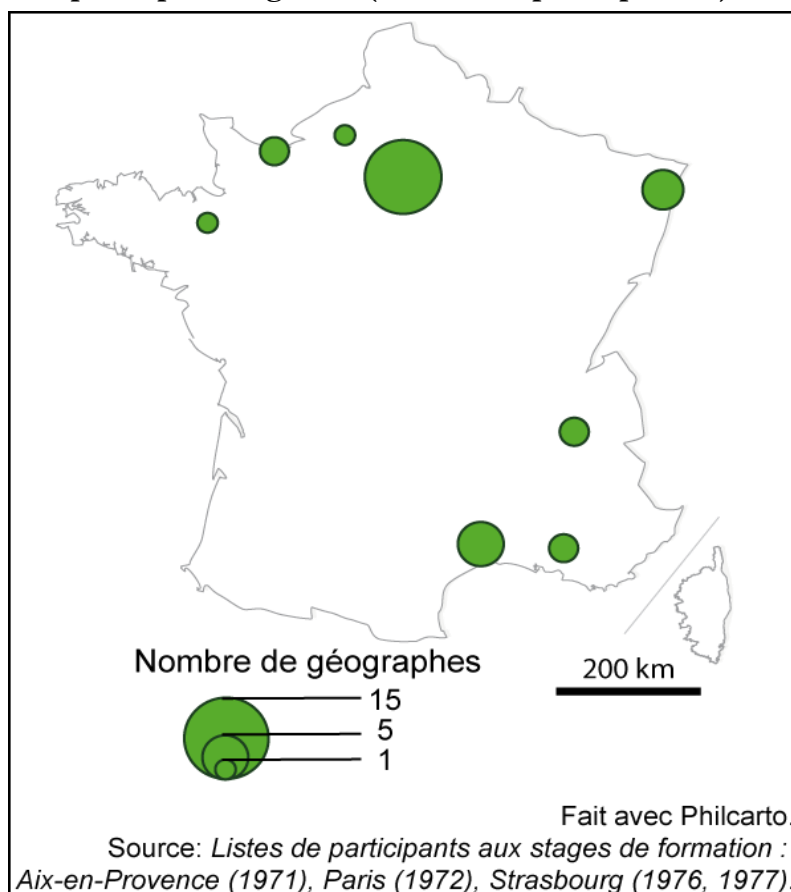 Nombre de géographes
15
5
1
200 km
Fait avec Philcarto.
Source: Listes de participants aux stages de formation :
Aix-en-Provence (1971), Paris (1972), Strasbourg (1976, 1977).